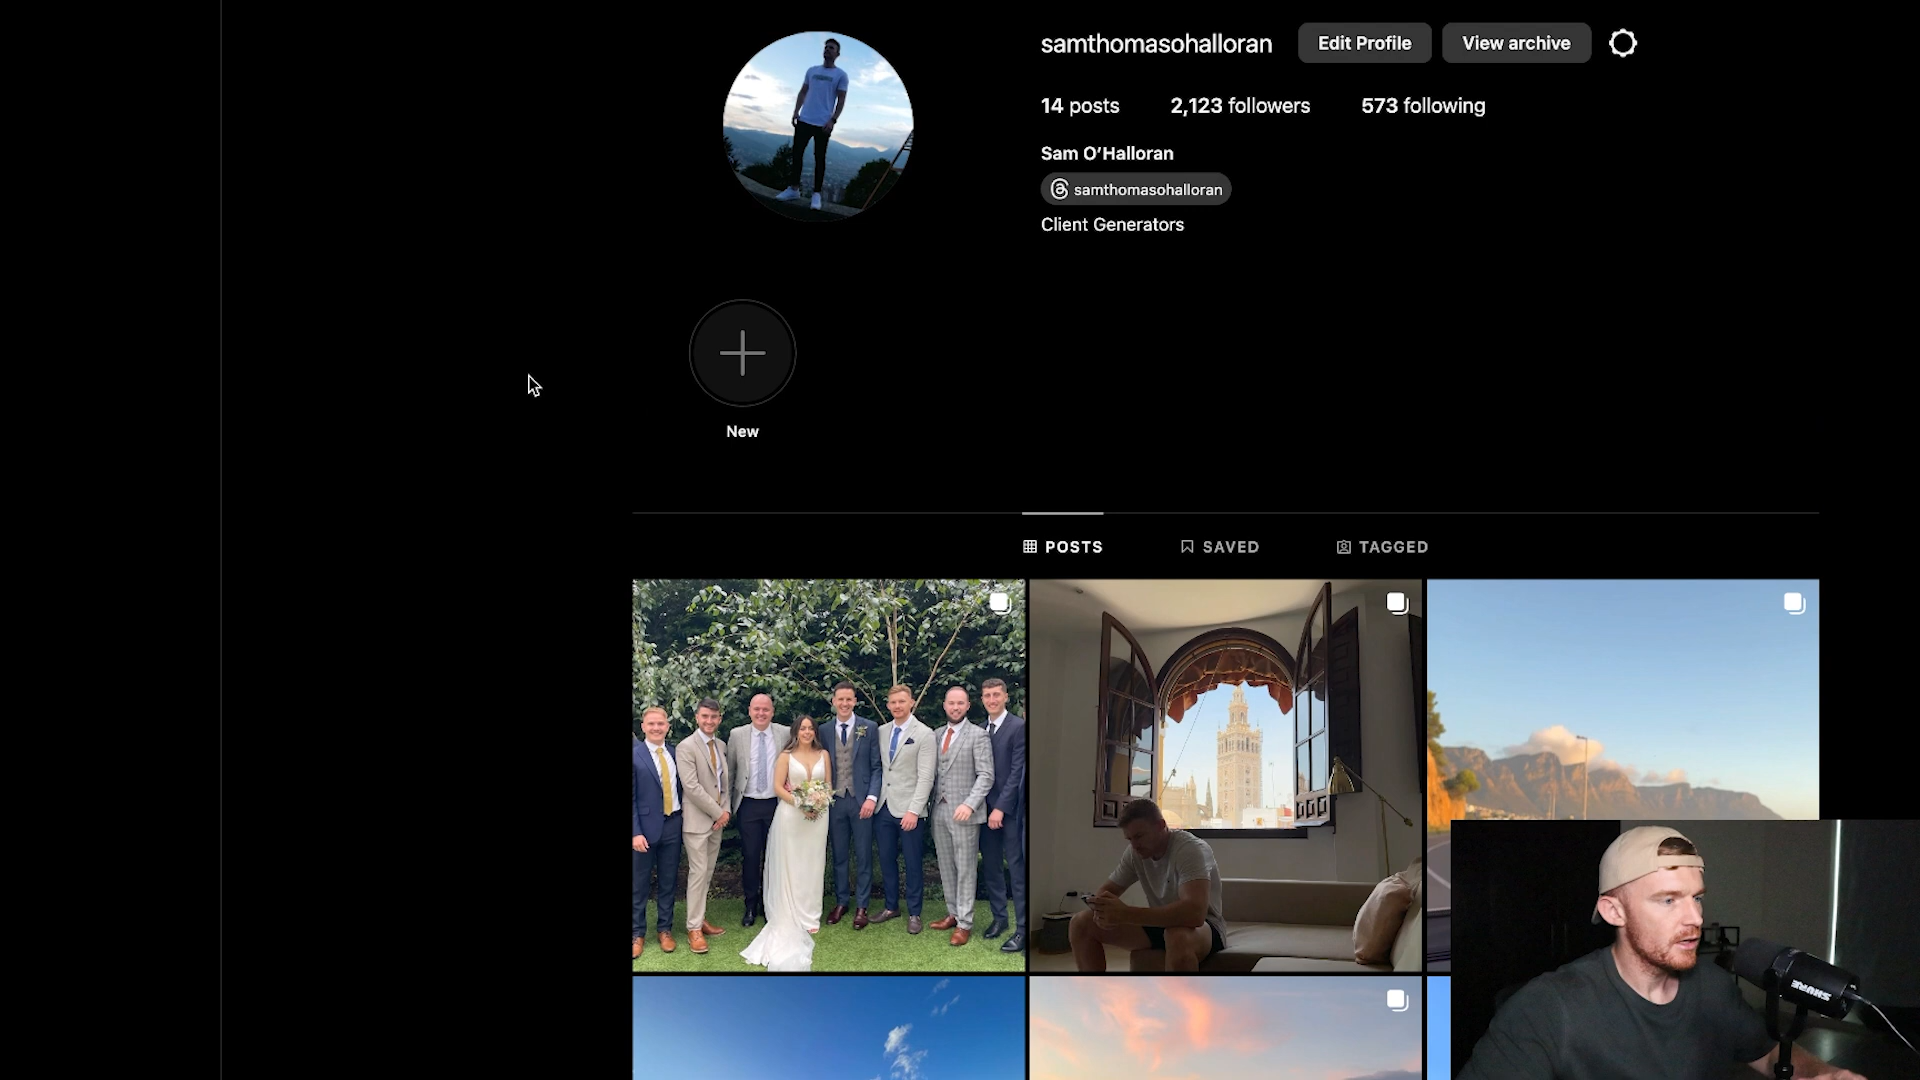 samthomasohalloran Edit Profile View archive
14 posts 2,123 followers 573 following
Sam O’Halloran
samthomasohalloran
Client Generators
New
POSTS SAVED TAGGED
SHURE